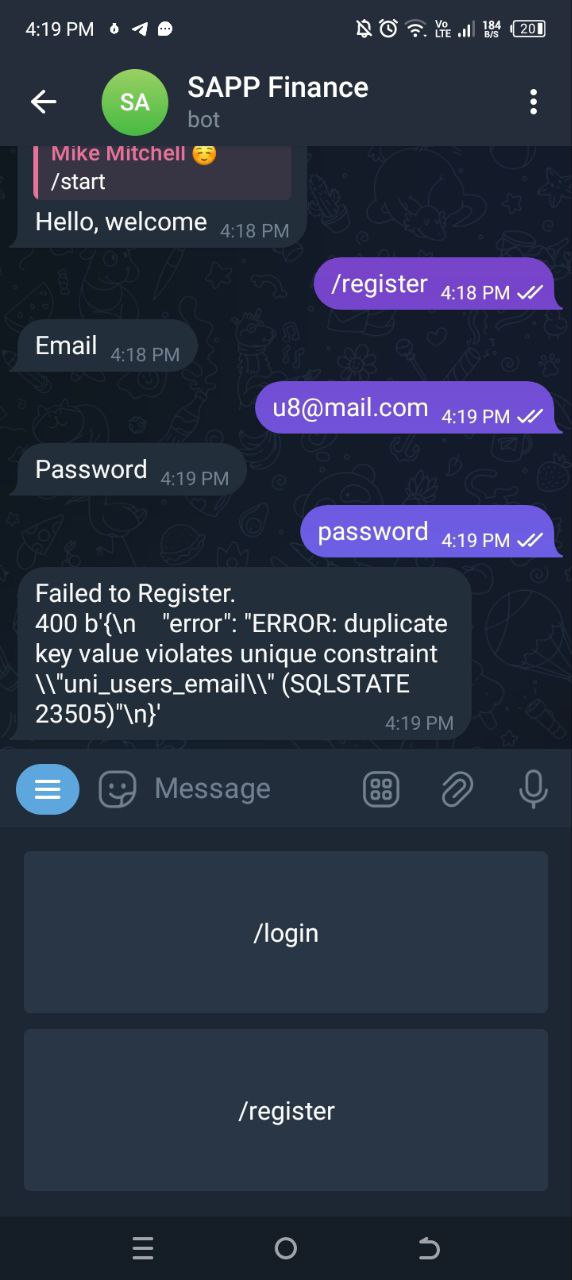 4:19 PM Vo LTE 184 B/S 20
SA SAPP Finance
bot
Mike Mitchell ☺️
/start
Hello, welcome 4:18 PM
/register 4:18 PM
Email 4:18 PM
u8@mail.com 4:19 PM
Password 4:19 PM
password 4:19 PM
Failed to Register.
400 b'{\n    "error": "ERROR: duplicate
key value violates unique constraint
\\"uni_users_email\\" (SQLSTATE
23505)"\n}'
4:19 PM
Message
/login
/register